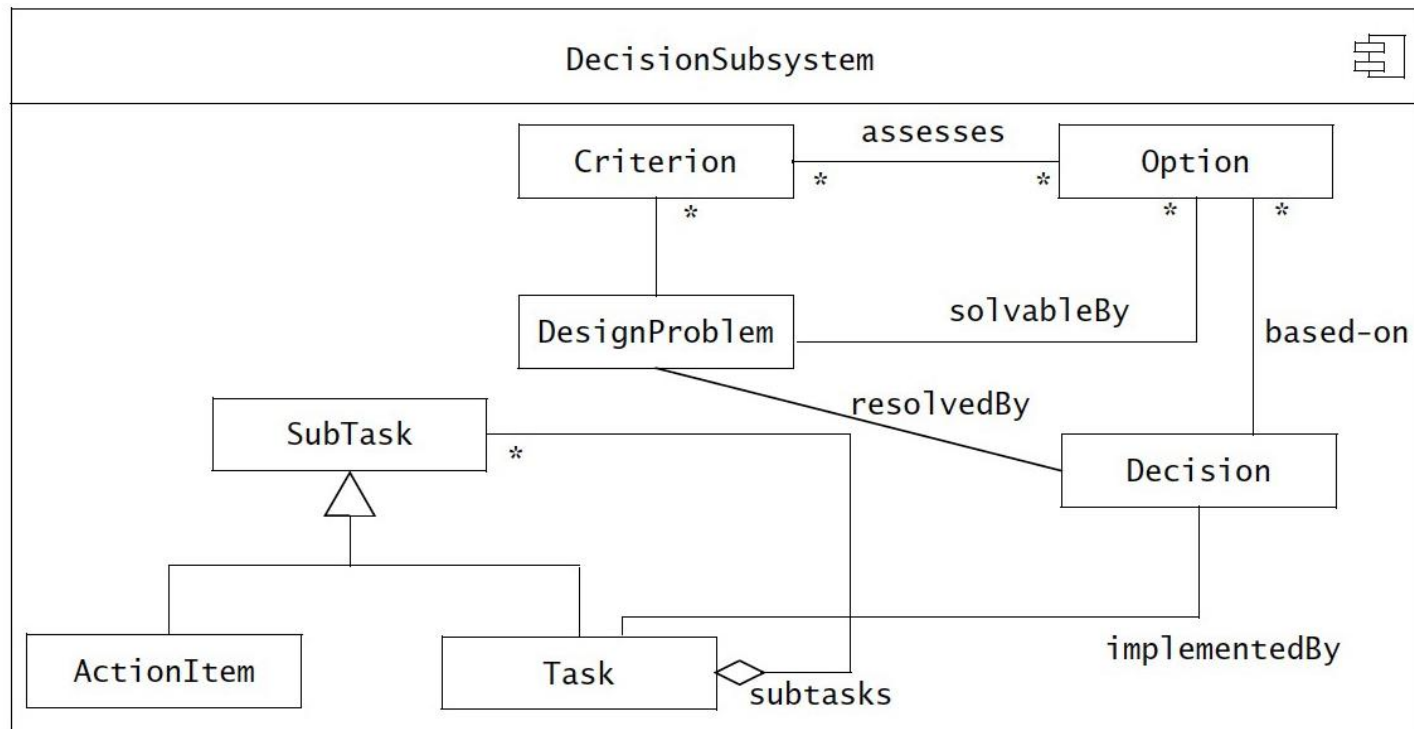 DecisionSubsystem
assesses
Criterion
Option
*
*
*
*
*
solvableBy
DesignProblem
based-on
resolvedBy
SubTask
*
Decision
implementedBy
ActionItem
Task
subtasks